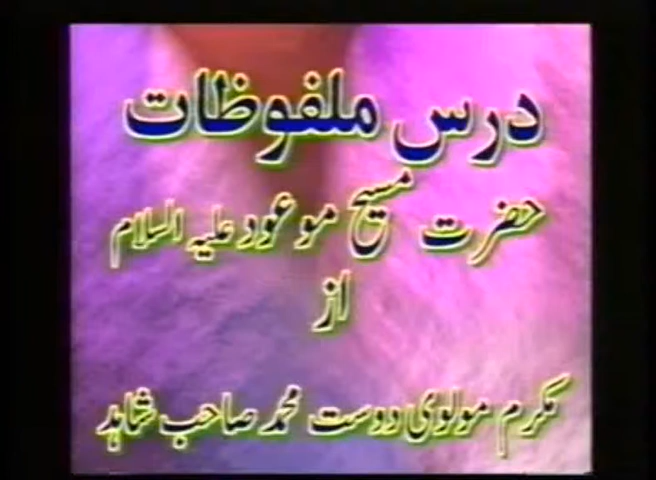 درس ملفوظات
حضرت مسیح موعود علیہ السلام
از
مکرم مولوی دوست محمد صاحب شاہد